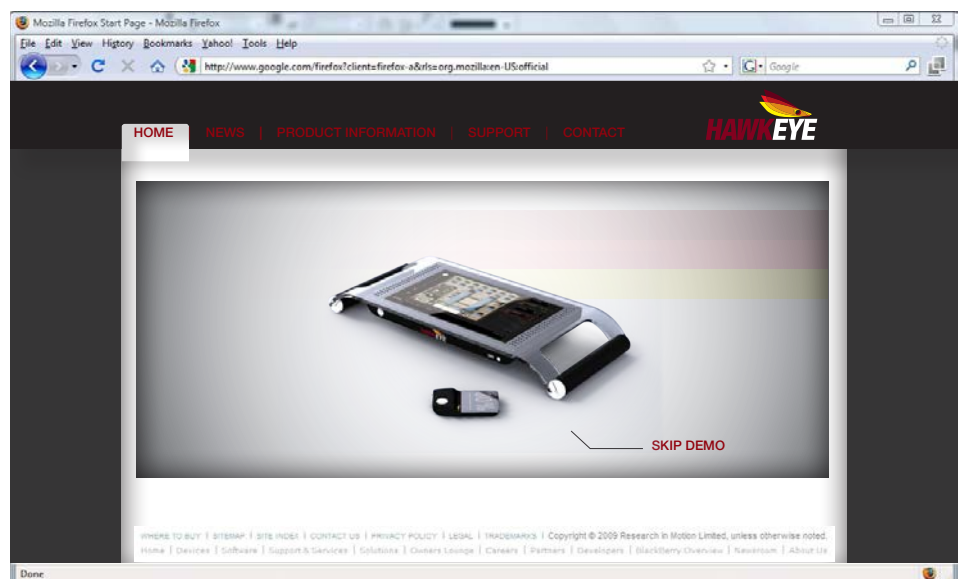 Mozilla Firefox Start Page - Mozilla Firefox
File Edit View History Bookmarks Yahoo! Tools Help
http://www.google.com/firefox?client=firefox-a&rls=org.mozilla:en-US:official
G Google
HOME NEWS | PRODUCT INFORMATION | SUPPORT | CONTACT
HAWKEYE
HAWKEYE
SKIP DEMO
WHERE TO BUY | SITEMAP | SITE INDEX | CONTACT US | PRIVACY POLICY | LEGAL | TRADEMARKS | Copyright © 2009 Research In Motion Limited, unless otherwise noted.
Home | Devices | Software | Support & Services | Solutions | Owners Lounge | Careers | Partners | Developers | BlackBerry Overview | Newsroom | About Us
Done